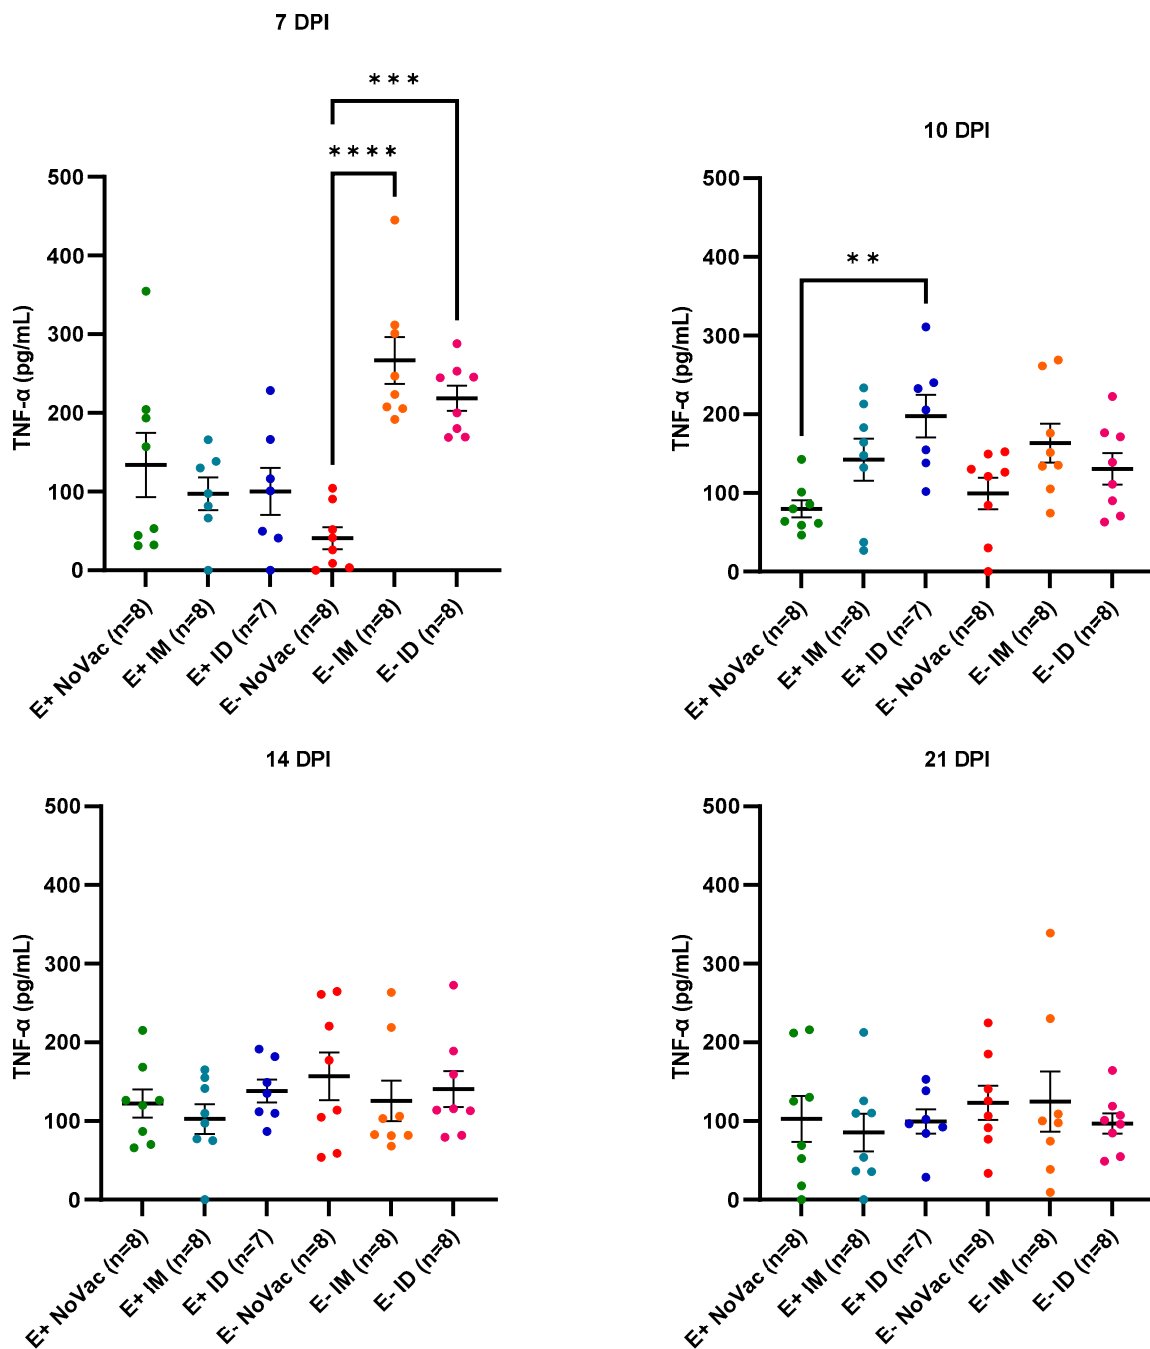 7 DPI
***
****
TNF-α (pg/mL)
500
400
300
200
100
0
E+ NoVac (n=8)
E+ IM (n=8)
E+ ID (n=7)
E- NoVac (n=8)
E- IM (n=8)
E- ID (n=8)
10 DPI
**
TNF-α (pg/mL)
500
400
300
200
100
0
E+ NoVac (n=8)
E+ IM (n=8)
E+ ID (n=7)
E- NoVac (n=8)
E- IM (n=8)
E- ID (n=8)
14 DPI
TNF-α (pg/mL)
500
400
300
200
100
0
E+ NoVac (n=8)
E+ IM (n=8)
E+ ID (n=7)
E- NoVac (n=8)
E- IM (n=8)
E- ID (n=8)
21 DPI
TNF-α (pg/mL)
500
400
300
200
100
0
E+ NoVac (n=8)
E+ IM (n=8)
E+ ID (n=7)
E- NoVac (n=8)
E- IM (n=8)
E- ID (n=8)